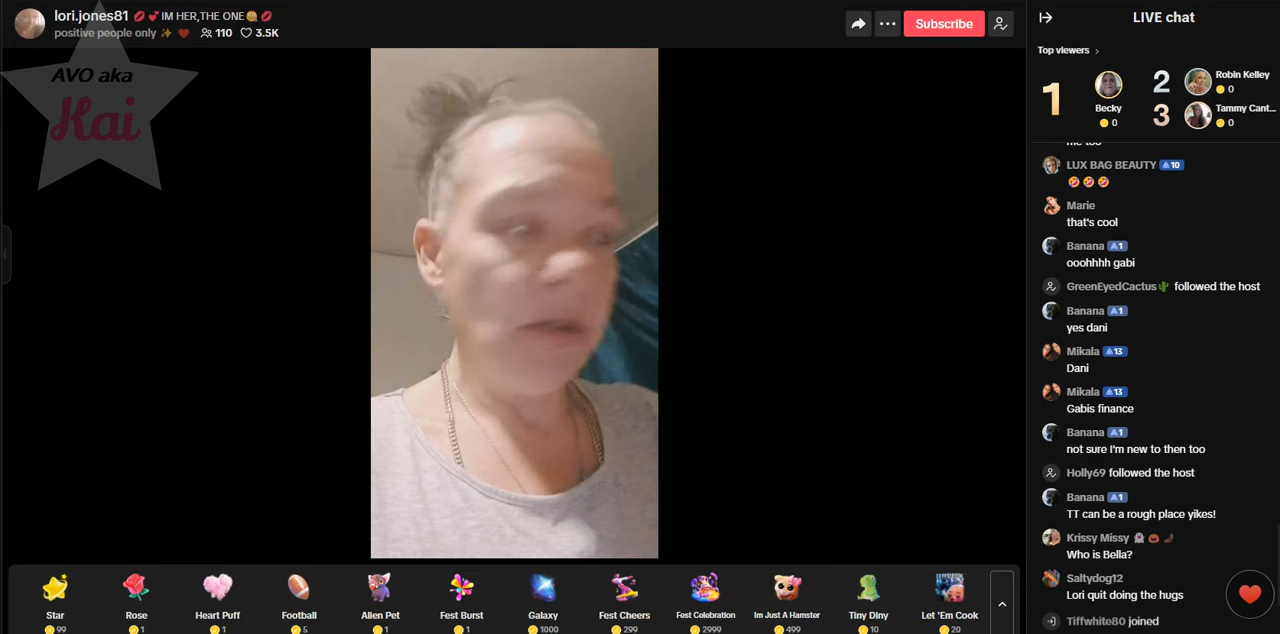 lori.jones81 💋💕IM HER,THE ONE😊💋
positive people only ✨ ❤️ 110 3.5K
Subscribe
AVO aka
Kai
LIVE chat
Top viewers >
1
Becky
0
2
Robin Kelley
0
3
Tammy Cant...
0
me too
LUX BAG BEAUTY 10
🤣🤣🤣
Marie
that's cool
Banana 1
ooohhhh gabi
GreenEyedCactus🌵 followed the host
Banana 1
yes dani
Mikala 13
Dani
Mikala 13
Gabis finance
Banana 1
not sure I'm new to then too
Holly69 followed the host
Banana 1
TT can be a rough place yikes!
Krissy Missy 👻🎃🍂
Who is Bella?
Saltydog12
Lori quit doing the hugs
Tiffwhite80 joined
Star
99
Rose
1
Heart Puff
1
Football
5
Alien Pet
1
Fest Burst
1
Galaxy
1000
Fest Cheers
299
Fest Celebration
2999
Im Just A Hamster
499
Tiny Diny
10
Let 'Em Cook
20